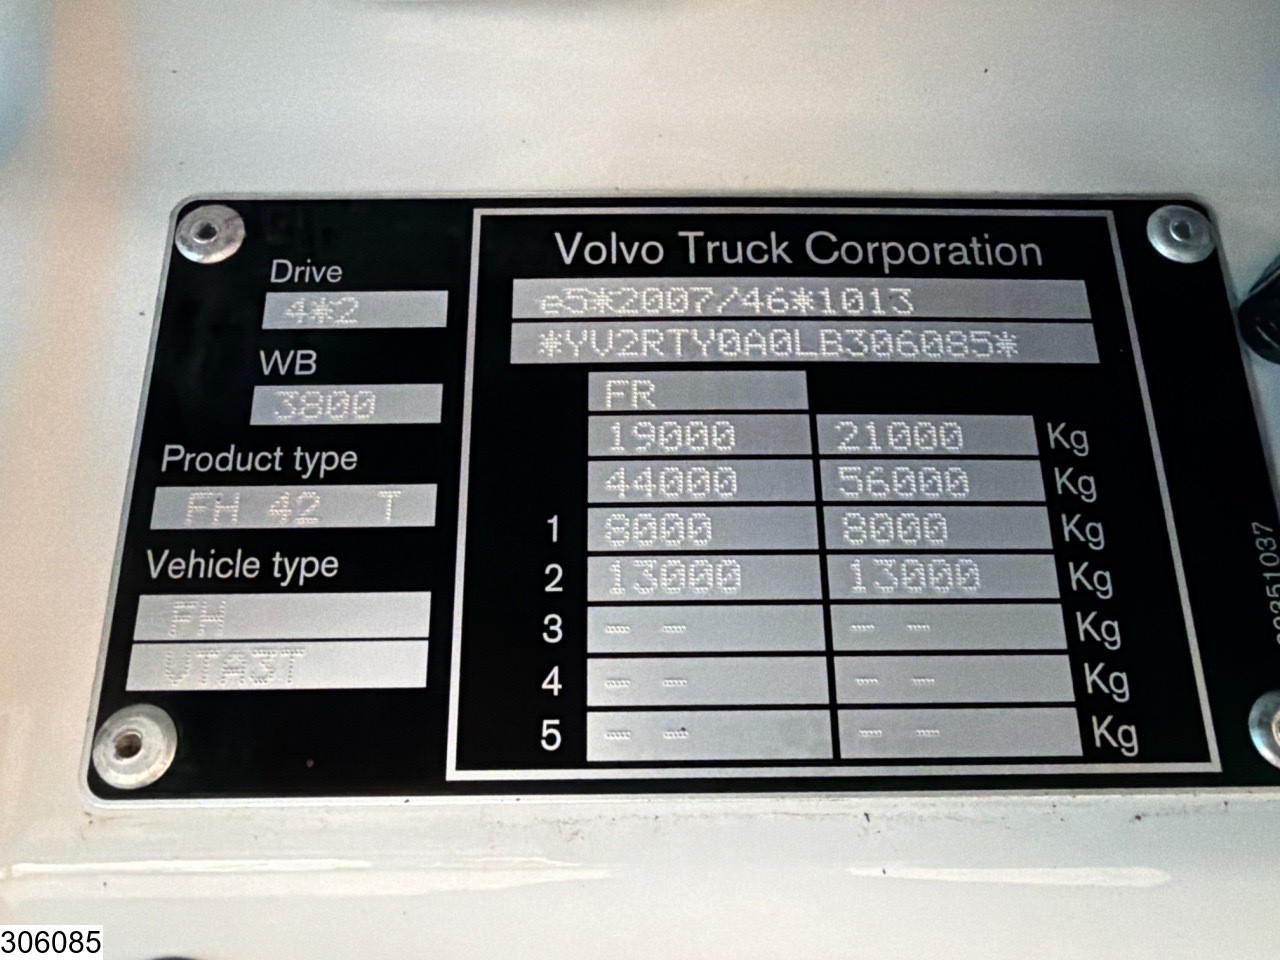 Volvo Truck Corporation
Drive
4*2
e5*2007/46*1013
*YV2RTY0A0LB306085*
WB
3800
FR
19000 21000 Kg
44000 56000 Kg
Product type
FH 42 T
1 8000 8000 Kg
2 13000 13000 Kg
Vehicle type
FH
VTA3T
3 ---- --- ---- --- Kg
4 ---- --- ---- --- Kg
5 ---- --- ---- --- Kg
306085